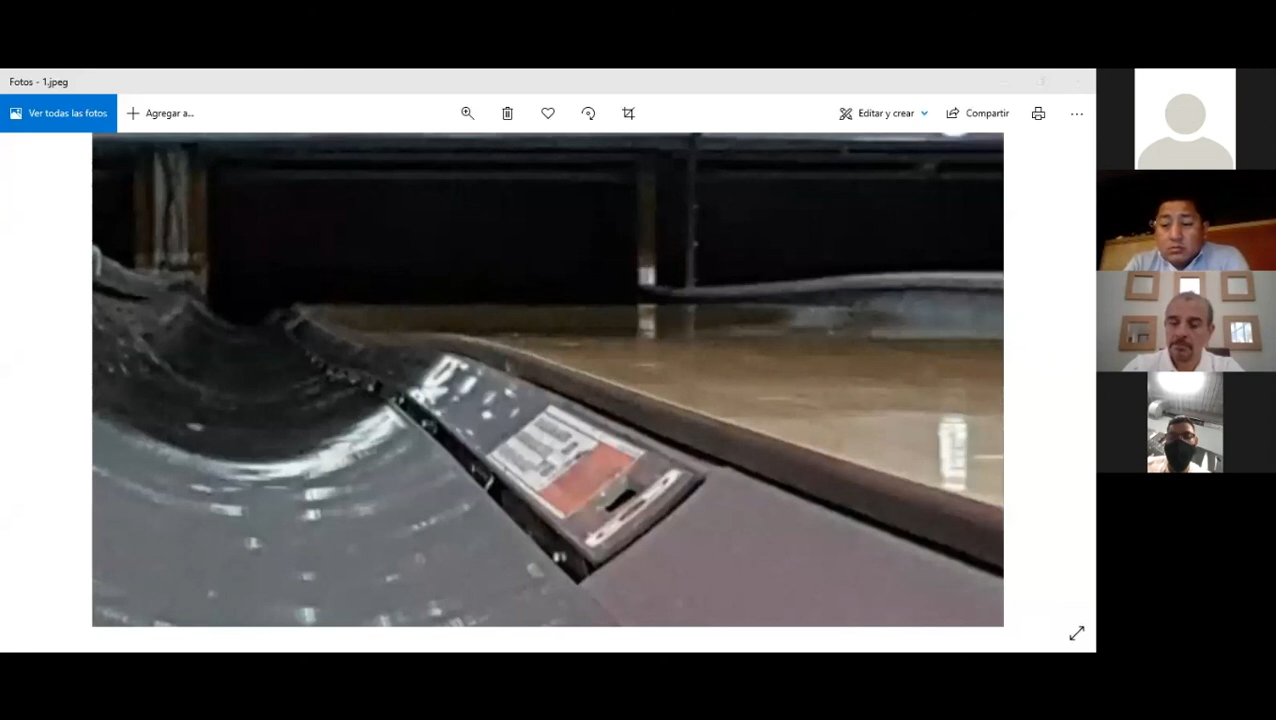 Fotos - 1.jpeg
Ver todas las fotos
Agregar a...
Editar y crear
Compartir